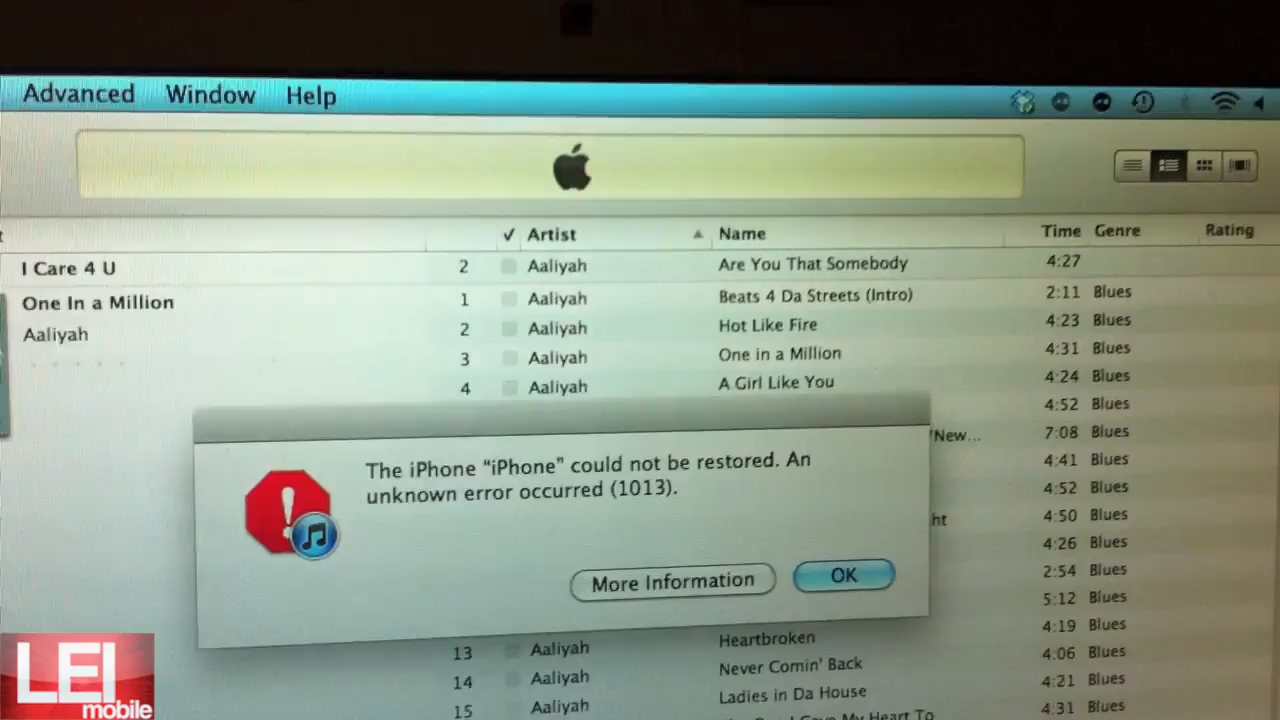 Advanced Window Help
✓ Artist Name Time Genre Rating
I Care 4 U 2 Aaliyah Are You That Somebody 4:27
One In a Million 1 Aaliyah Beats 4 Da Streets (Intro) 2:11 Blues
Aaliyah 2 Aaliyah Hot Like Fire 4:23 Blues
3 Aaliyah One in a Million 4:31 Blues
4 Aaliyah A Girl Like You 4:24 Blues
4:52 Blues
'New... 7:08 Blues
4:41 Blues
4:52 Blues
ht 4:50 Blues
4:26 Blues
2:54 Blues
5:12 Blues
The iPhone "iPhone" could not be restored. An
unknown error occurred (1013).
More Information OK
Heartbroken 4:19 Blues
13 Aaliyah Never Comin' Back 4:06 Blues
14 Aaliyah Ladies in Da House 4:21 Blues
15 Aaliyah Gave My Heart To 4:31 Blues
LEI
mobile